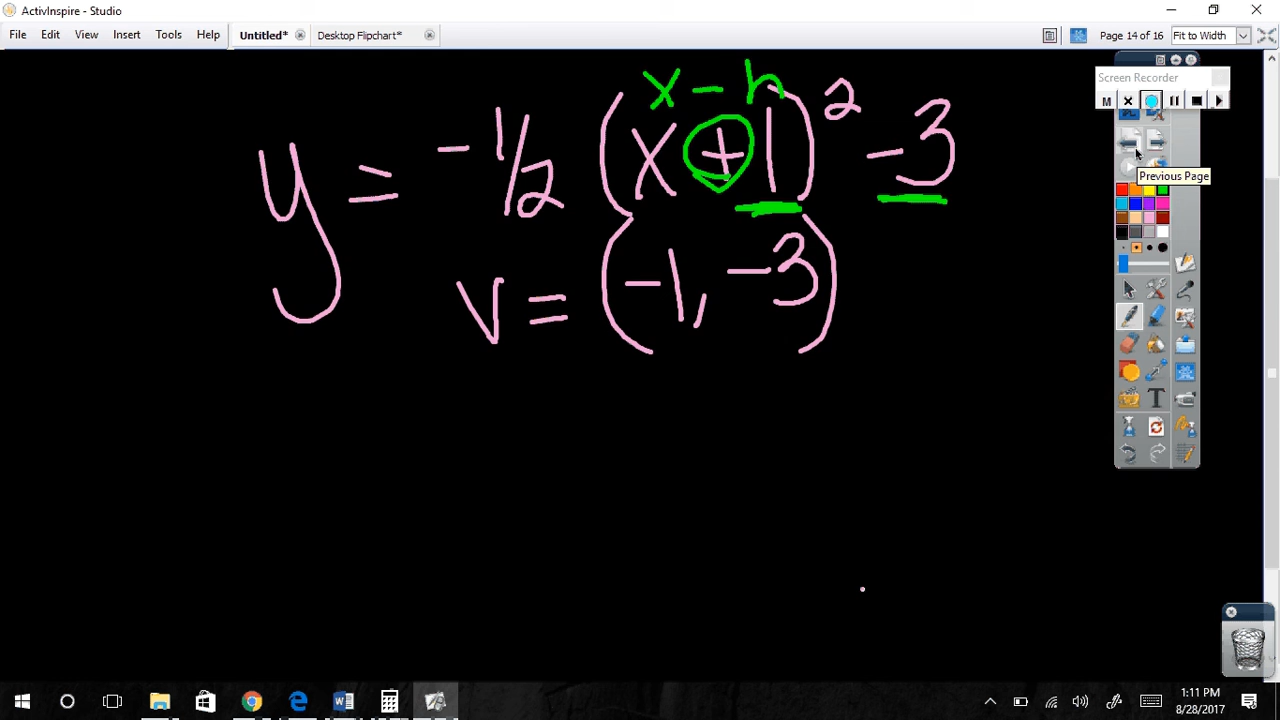 ActivInspire - Studio
File Edit View Insert Tools Help Untitled* Desktop Flipchart* Page 14 of 16 Fit to Width
Screen Recorder
M
Previous Page
T
x - h
y = -1/2 (x + 1)² - 3
V = (-1, -3)
1:11 PM
8/28/2017